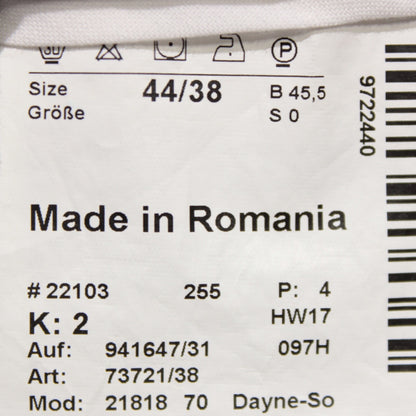 P
Size 44/38 B 45,5
Größe S 0
9722440
Made in Romania
# 22103 255 P: 4
K: 2 HW17
Auf: 941647/31 097H
Art: 73721/38
Mod: 21818 70 Dayne-So